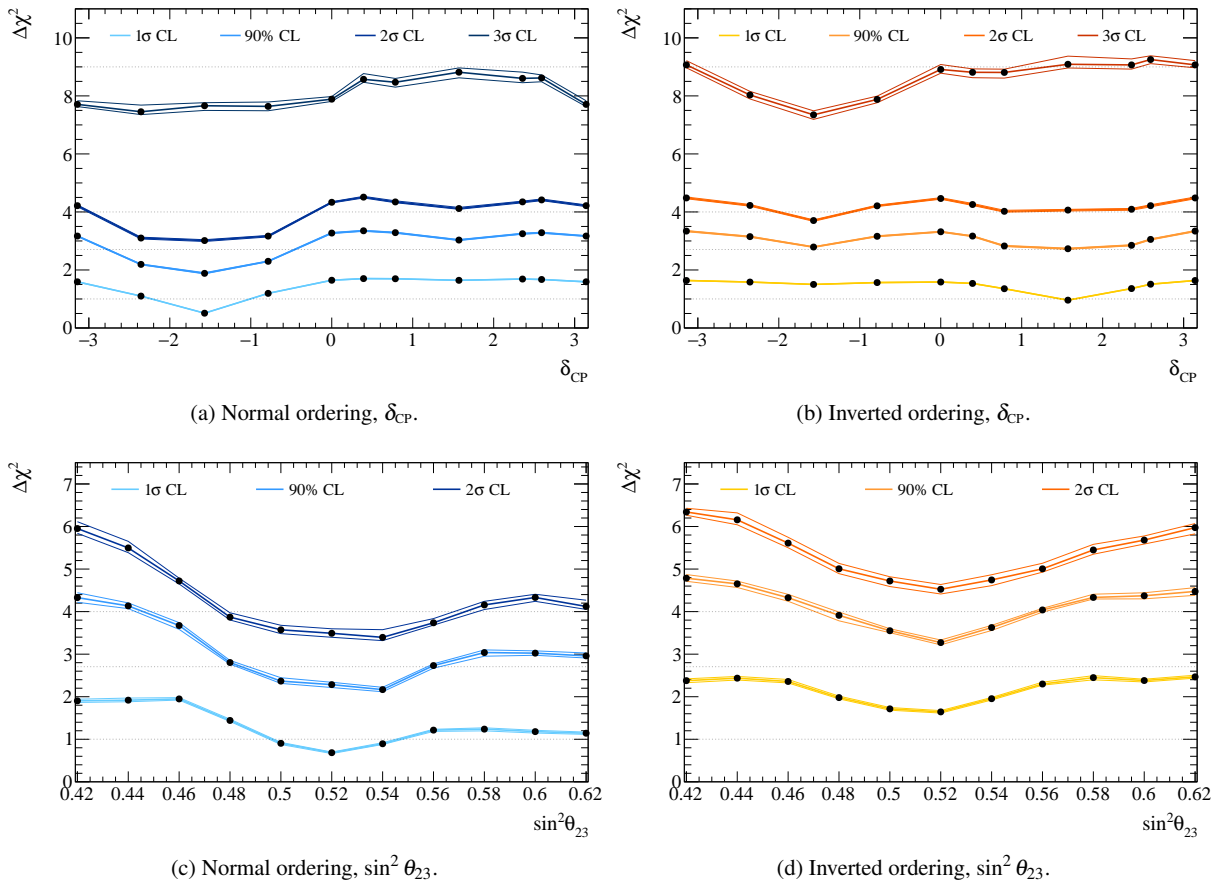 Δχ²
1σ CL 90% CL 2σ CL 3σ CL
10
8
6
4
2
0
−3 −2 −1 0 1 2 3
δCP
(a) Normal ordering, δCP.
Δχ²
1σ CL 90% CL 2σ CL 3σ CL
10
8
6
4
2
0
−3 −2 −1 0 1 2 3
δCP
(b) Inverted ordering, δCP.
Δχ²
1σ CL 90% CL 2σ CL
7
6
5
4
3
2
1
0
0.42 0.44 0.46 0.48 0.5 0.52 0.54 0.56 0.58 0.6 0.62
sin²θ23
(c) Normal ordering, sin² θ23.
Δχ²
1σ CL 90% CL 2σ CL
7
6
5
4
3
2
1
0
0.42 0.44 0.46 0.48 0.5 0.52 0.54 0.56 0.58 0.6 0.62
sin²θ23
(d) Inverted ordering, sin² θ23.